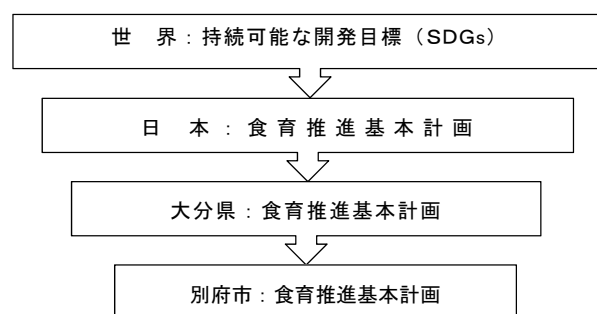 世　界：持続可能な開発目標（SDGs）
日　本：食育推進基本計画
大分県：食育推進基本計画
別府市：食育推進基本計画